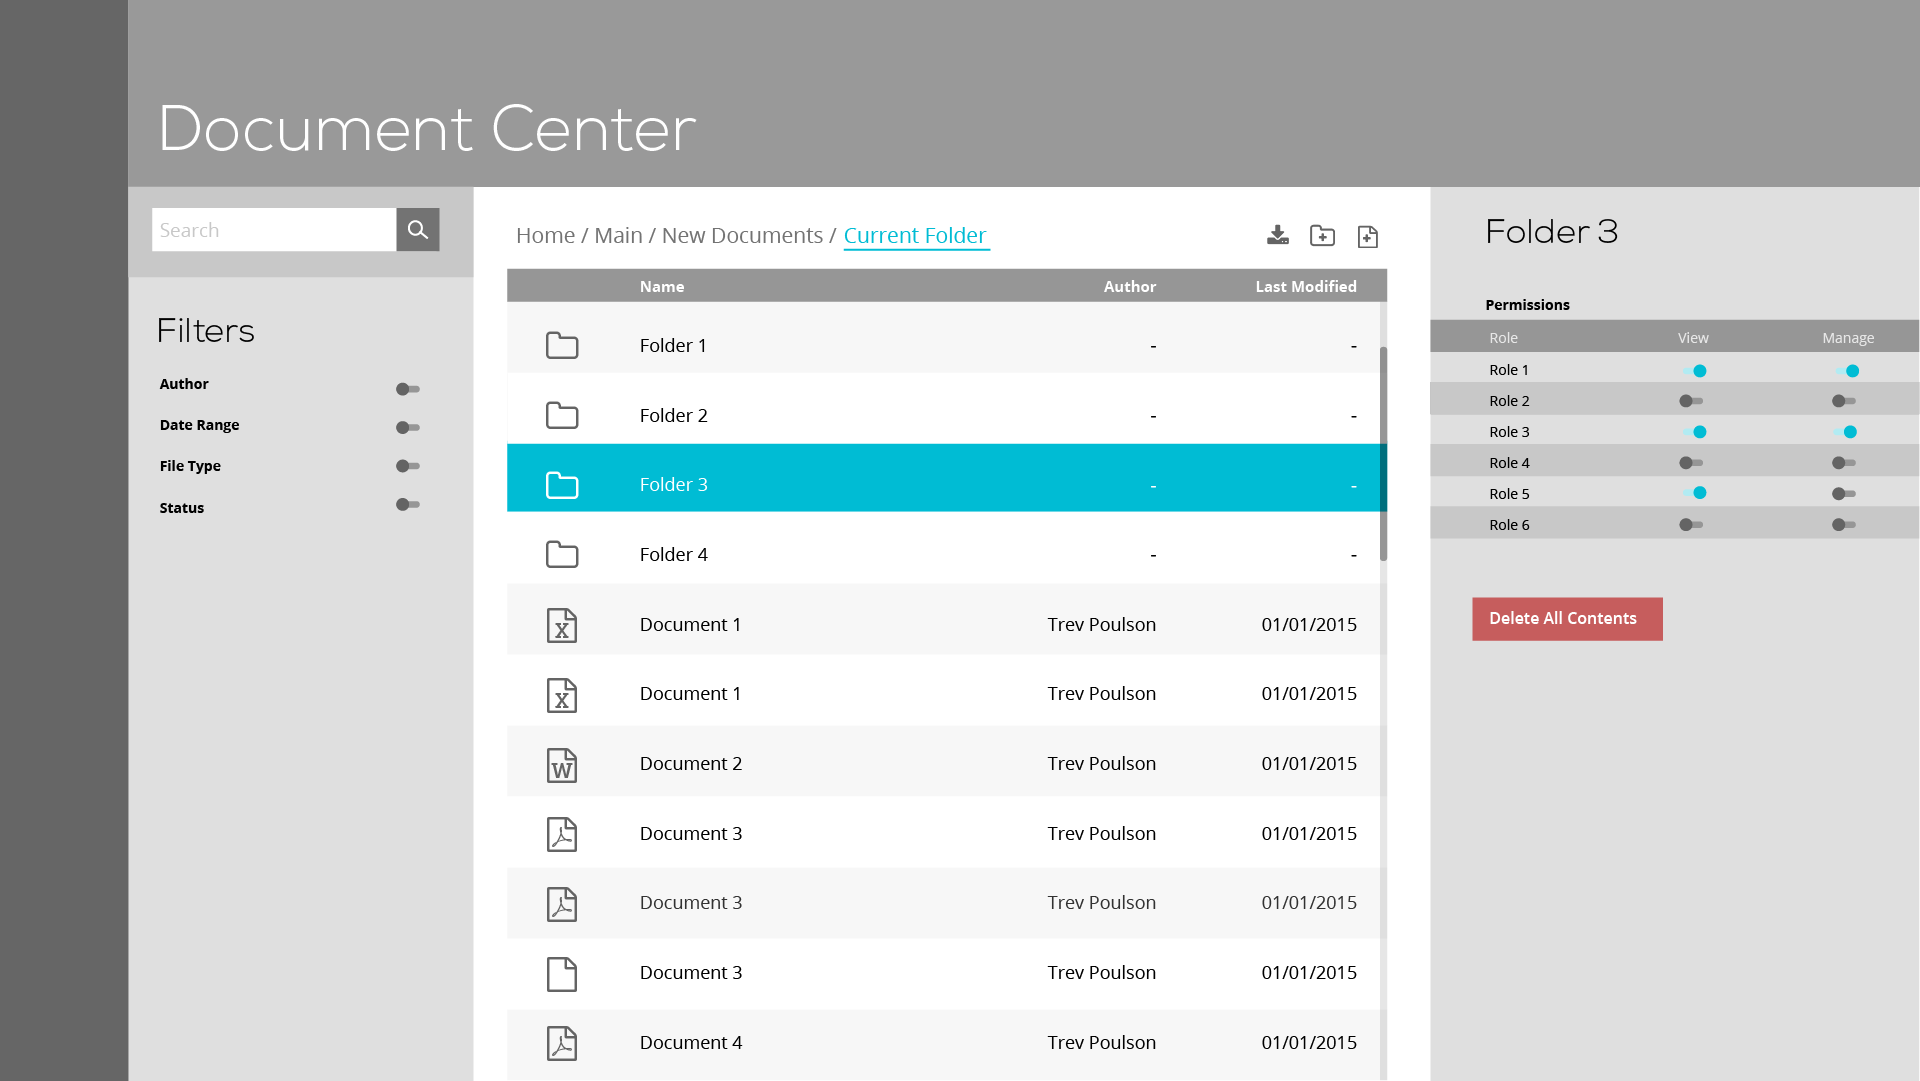 Document Center
Search
Filters
Author
Date Range
File Type
Status
Home / Main / New Documents / Current Folder
Name Author Last Modified
Folder 1 - -
Folder 2 - -
Folder 3 - -
Folder 4 - -
Document 1 Trev Poulson 01/01/2015
Document 1 Trev Poulson 01/01/2015
Document 2 Trev Poulson 01/01/2015
Document 3 Trev Poulson 01/01/2015
Document 3 Trev Poulson 01/01/2015
Document 3 Trev Poulson 01/01/2015
Document 4 Trev Poulson 01/01/2015
Folder 3
Permissions
Role View Manage
Role 1
Role 2
Role 3
Role 4
Role 5
Role 6
Delete All Contents